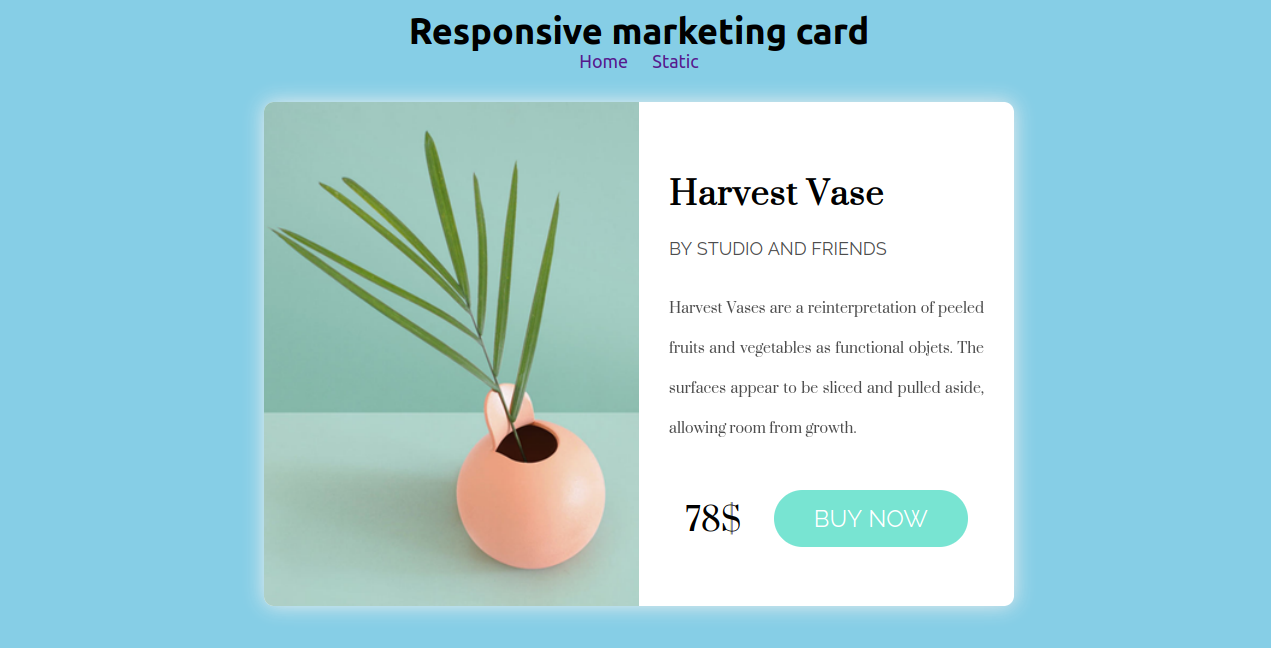 Responsive marketing card
Home Static
Harvest Vase
BY STUDIO AND FRIENDS
Harvest Vases are a reinterpretation of peeled
fruits and vegetables as functional objets. The
surfaces appear to be sliced and pulled aside,
allowing room from growth.
78$ BUY NOW